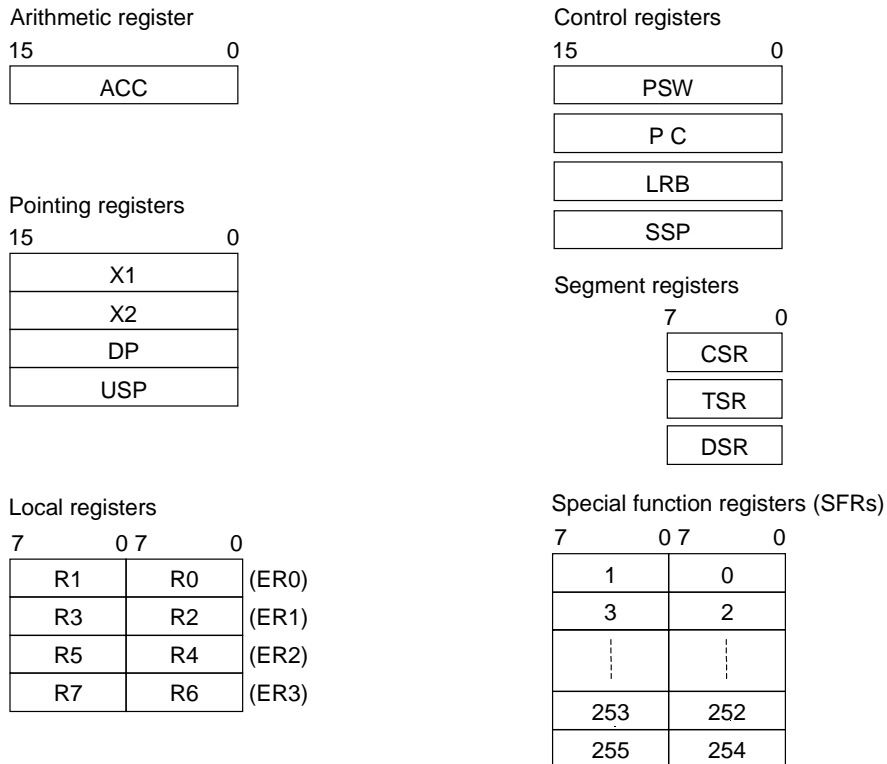 Arithmetic register
15 0
ACC
Pointing registers
15 0
X1
X2
DP
USP
Local registers
7 0 7 0
R1 R0 (ER0)
R3 R2 (ER1)
R5 R4 (ER2)
R7 R6 (ER3)
Control registers
15 0
PSW
P C
LRB
SSP
Segment registers
7 0
CSR
TSR
DSR
Special function registers (SFRs)
7 0 7 0
1 0
3 2
253 252
255 254